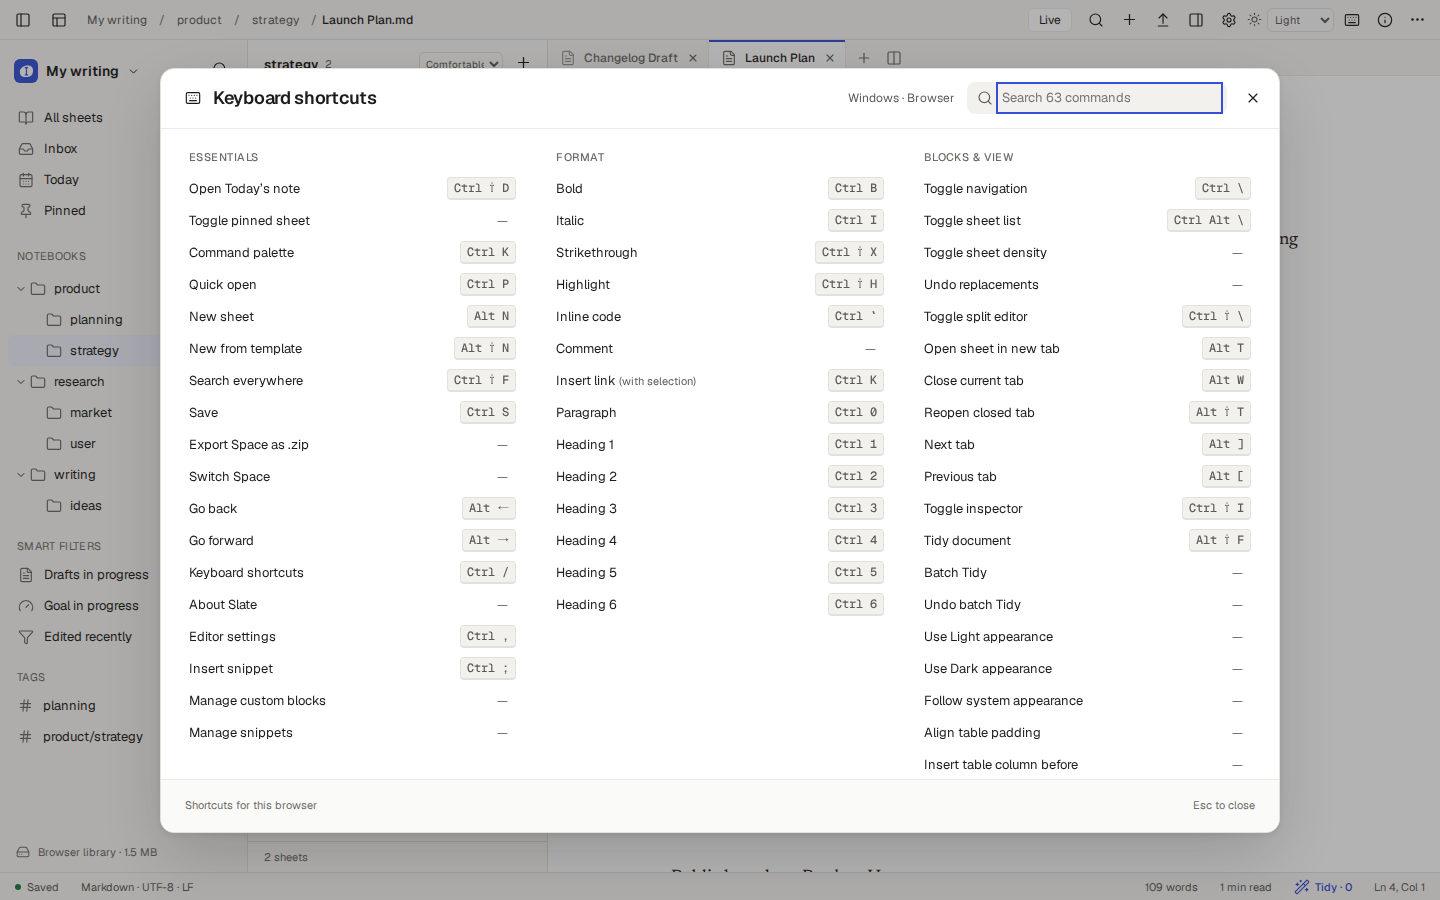 My writing / product / strategy / Launch Plan.md
Live
Light
My writing
strategy 2
Comfortable
Changelog Draft
Launch Plan
All sheets
Inbox
Today
Pinned
NOTEBOOKS
product
planning
strategy
research
market
user
writing
ideas
SMART FILTERS
Drafts in progress
Goal in progress
Edited recently
TAGS
# planning
# product/strategy
Browser library · 1.5 MB
2 sheets
ng
Keyboard shortcuts
Windows · Browser
Search 63 commands
ESSENTIALS
Open Today's note Ctrl ⇧ D
Toggle pinned sheet —
Command palette Ctrl K
Quick open Ctrl P
New sheet Alt N
New from template Alt ⇧ N
Search everywhere Ctrl ⇧ F
Save Ctrl S
Export Space as .zip —
Switch Space —
Go back Alt ←
Go forward Alt →
Keyboard shortcuts Ctrl /
About Slate —
Editor settings Ctrl ,
Insert snippet Ctrl ;
Manage custom blocks —
Manage snippets —
FORMAT
Bold Ctrl B
Italic Ctrl I
Strikethrough Ctrl ⇧ X
Highlight Ctrl ⇧ H
Inline code Ctrl `
Comment —
Insert link (with selection) Ctrl K
Paragraph Ctrl 0
Heading 1 Ctrl 1
Heading 2 Ctrl 2
Heading 3 Ctrl 3
Heading 4 Ctrl 4
Heading 5 Ctrl 5
Heading 6 Ctrl 6
BLOCKS & VIEW
Toggle navigation Ctrl \
Toggle sheet list Ctrl Alt \
Toggle sheet density —
Undo replacements —
Toggle split editor Ctrl ⇧ \
Open sheet in new tab Alt T
Close current tab Alt W
Reopen closed tab Alt ⇧ T
Next tab Alt ]
Previous tab Alt [
Toggle inspector Ctrl ⇧ I
Tidy document Alt ⇧ F
Batch Tidy —
Undo batch Tidy —
Use Light appearance —
Use Dark appearance —
Follow system appearance —
Align table padding —
Insert table column before —
Shortcuts for this browser
Esc to close
Saved
Markdown · UTF-8 · LF
109 words
1 min read
Tidy · 0
Ln 4, Col 1